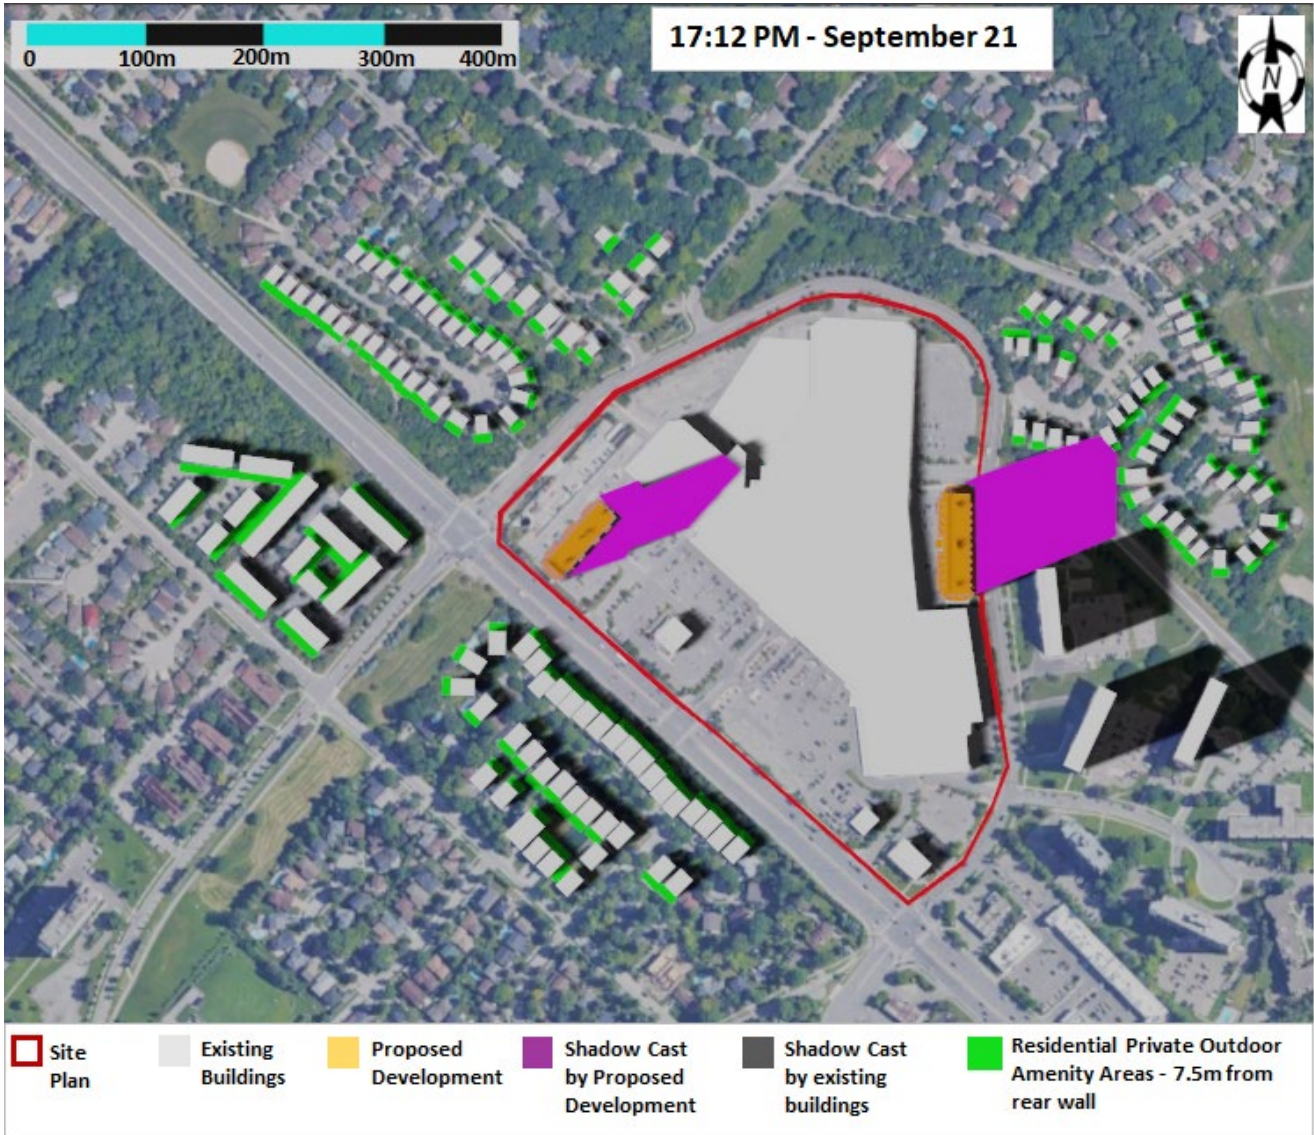 17:12 PM - September 21
0 100m 200m 300m 400m
N
Site
Plan
Existing
Buildings
Proposed
Development
Shadow Cast
by Proposed
Development
Shadow Cast
by existing
buildings
Residential Private Outdoor
Amenity Areas - 7.5m from
rear wall